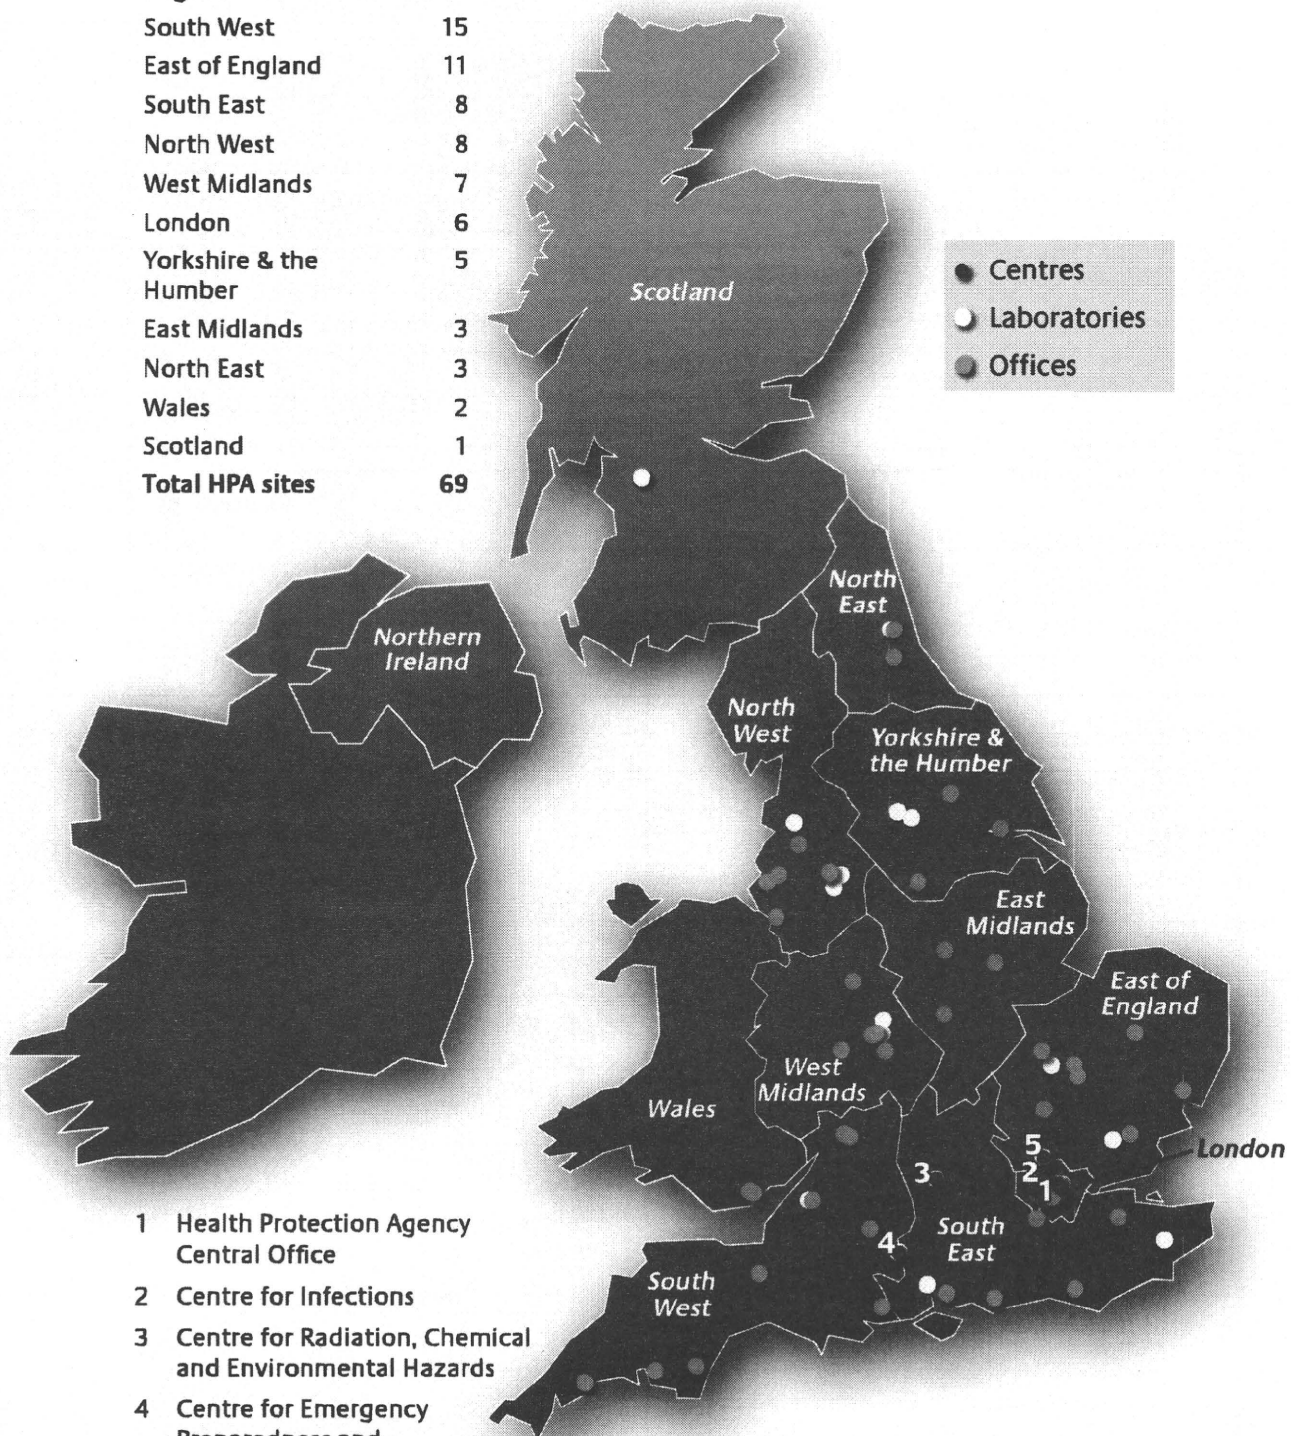 South West 15
East of England 11
South East 8
North West 8
West Midlands 7
London 6
Yorkshire & the 5
Humber
East Midlands 3
North East 3
Wales 2
Scotland 1
Total HPA sites 69
Scotland
Centres
Laboratories
Offices
Northern
Ireland
North
East
North
West
Yorkshire &
the Humber
East
Midlands
East of
England
West
Midlands
Wales
London
5
2
1
3
4
South
East
South
West
1 Health Protection Agency
Central Office
2 Centre for Infections
3 Centre for Radiation, Chemical
and Environmental Hazards
4 Centre for Emergency
Preparedness and